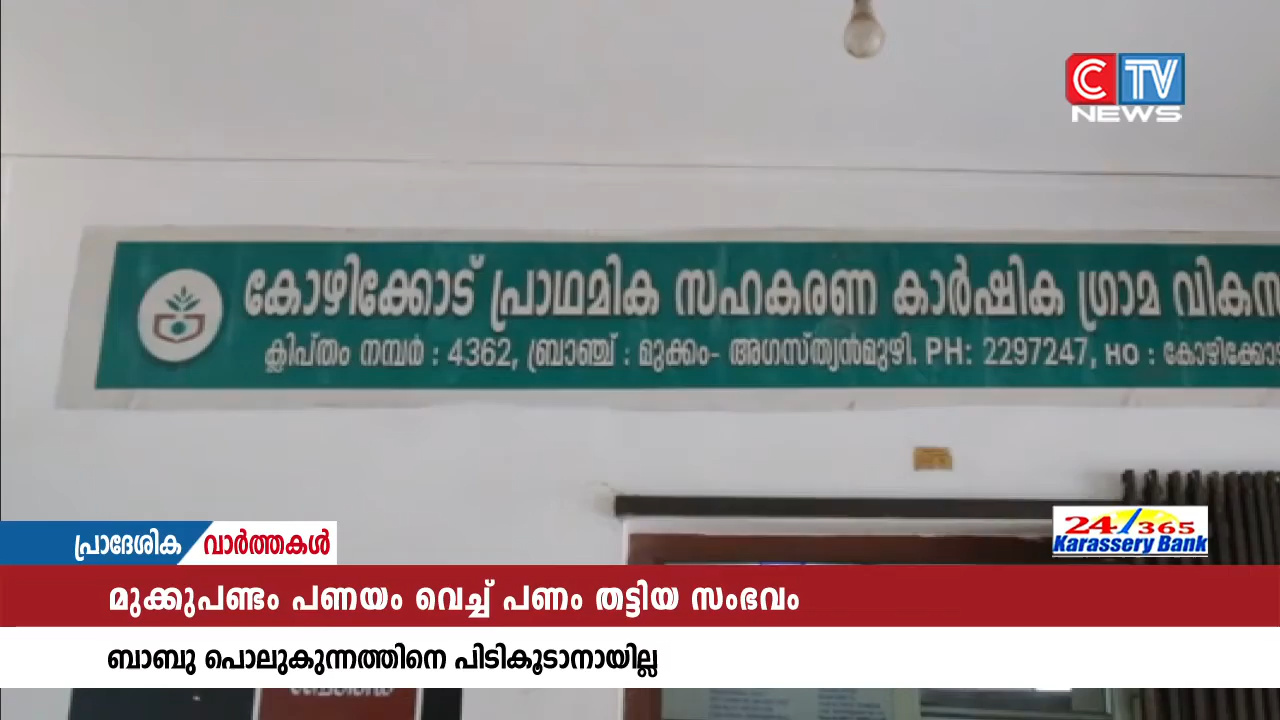 CTV
NEWS
കോഴിക്കോട് പ്രാഥമിക സഹകരണ കാർഷിക ഗ്രാമ
ക്ലിപ്തം നമ്പർ : 4362, ബ്രാഞ്ച് : മുക്കം- അഗസ്ത്യൻമുഴി. PH: 2297247, HO :
24/365
Karassery Bank
പ്രാദേശിക വാർത്തകൾ
മുക്കുപണ്ടം പണയം വെച്ച് പണം തട്ടിയ സംഭവം
ബാബു പൊലുകുന്നത്തിനെ പിടികൂടാനായില്ല